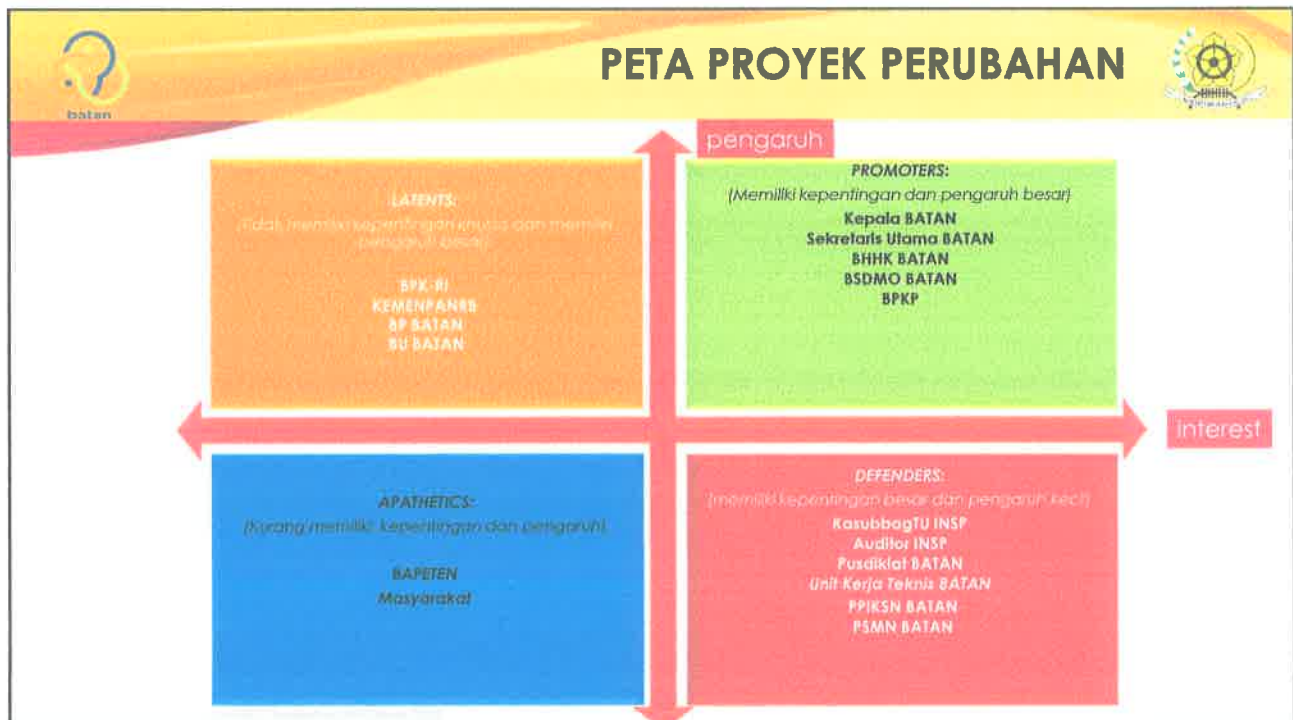 PETA PROYEK PERUBAHAN
batan
pengaruh
LATENTS:
(Tidak memiliki kepentingan khusus dan memiliki
pengaruh besar)
BPK-RI
KEMENPANRB
BP BATAN
BU BATAN
PROMOTERS:
(Memiliki kepentingan dan pengaruh besar)
Kepala BATAN
Sekretaris Utama BATAN
BHHK BATAN
BSDMO BATAN
BPKP
interest
APATHETICS:
(Kurang memiliki kepentingan dan pengaruh)
BAPETEN
Masyarakat
DEFENDERS:
(memiliki kepentingan besar dan pengaruh kecil)
KasubbagTU INSP
Auditor INSP
Pusdiklat BATAN
Unit Kerja Teknis BATAN
PPIKSN BATAN
PSMN BATAN